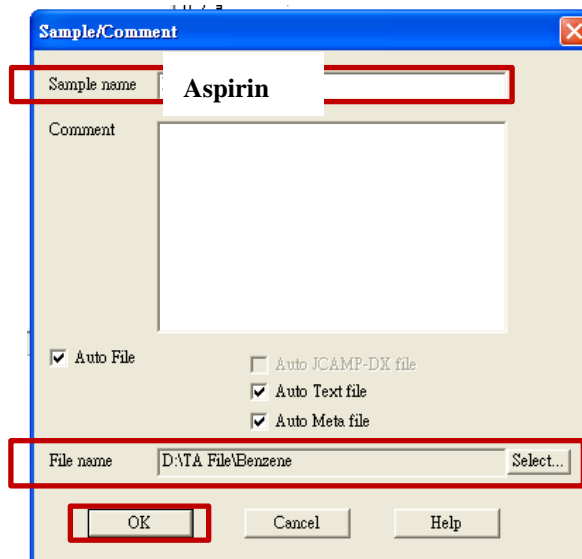 Sample/Comment
Sample name Aspirin
Comment
Auto File
Auto JCAMP-DX file
Auto Text file
Auto Meta file
File name D:\TA File\Benzene Select...
OK Cancel Help